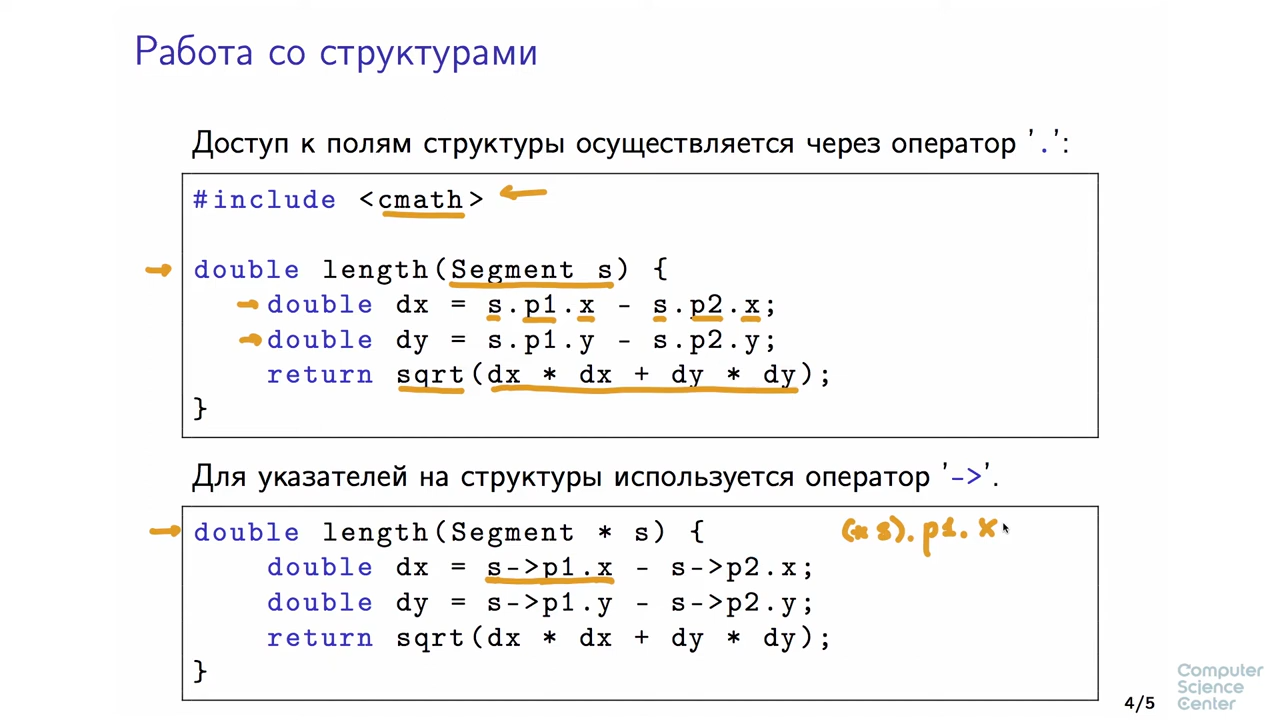 Работа со структурами
Доступ к полям структуры осуществляется через оператор '.':
#include <cmath>
double length(Segment s) {
double dx = s.p1.x - s.p2.x;
double dy = s.p1.y - s.p2.y;
return sqrt(dx * dx + dy * dy);
}
Для указателей на структуры используется оператор '->'.
double length(Segment * s) {
(* s).p1.x
double dx = s->p1.x - s->p2.x;
double dy = s->p1.y - s->p2.y;
return sqrt(dx * dx + dy * dy);
}
4/5
Computer
Science
Center